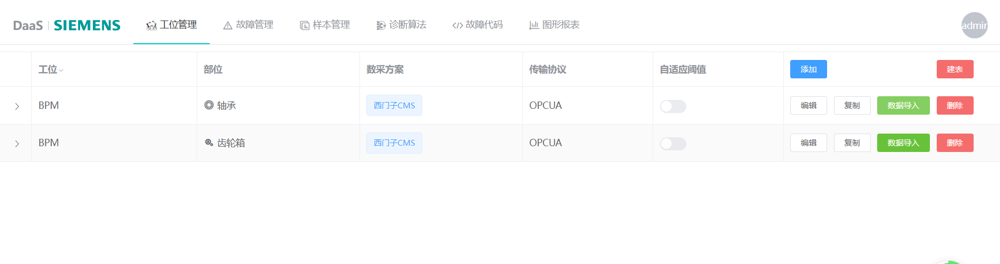 DaaS | SIEMENS 工位管理 故障管理 样本管理 诊断算法 </> 故障代码 图形报表 admin
工位 部位 数采方案 传输协议 自适应阈值 添加 建表
BPM 轴承 西门子CMS OPCUA 编辑 复制 数据导入 删除
BPM 齿轮箱 西门子CMS OPCUA 编辑 复制 数据导入 删除